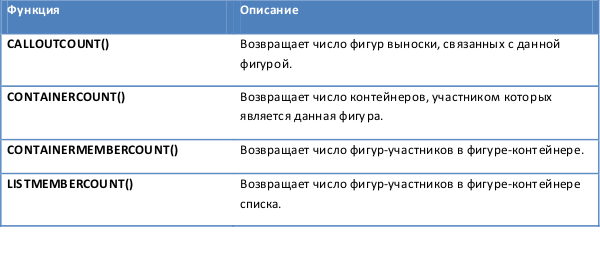 Функция Описание
CALLOUTCOUNT() Возвращает число фигур выноски, связанных с данной
фигурой.
CONTAINERCOUNT() Возвращает число контейнеров, участником которых
является данная фигура.
CONTAINERMEMBERCOUNT() Возвращает число фигур-участников в фигуре-контейнере.
LISTMEMBERCOUNT() Возвращает число фигур-участников в фигуре-контейнере
списка.